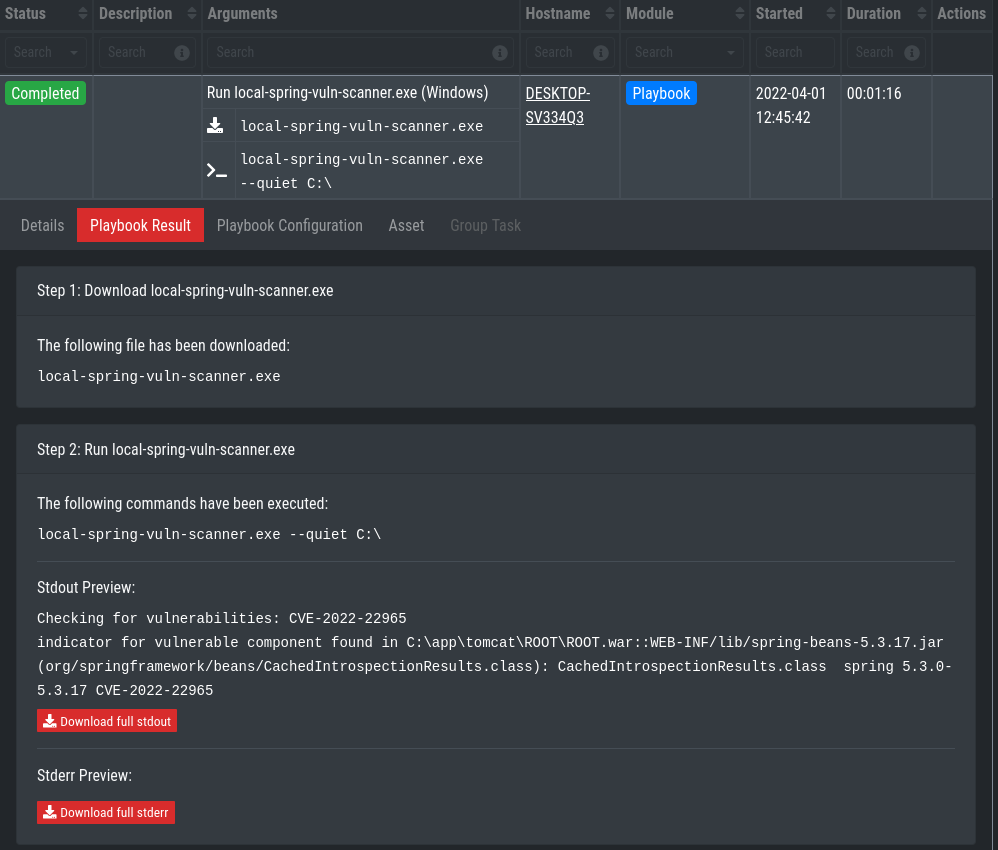 Status Description Arguments Hostname Module Started Duration Actions
Search Search Search Search Search Search Search
Completed Run local-spring-vuln-scanner.exe (Windows) DESKTOP- Playbook 2022-04-01 00:01:16
SV334Q3 12:45:42
local-spring-vuln-scanner.exe
local-spring-vuln-scanner.exe
--quiet C:\
Details Playbook Result Playbook Configuration Asset Group Task
Step 1: Download local-spring-vuln-scanner.exe
The following file has been downloaded:
local-spring-vuln-scanner.exe
Step 2: Run local-spring-vuln-scanner.exe
The following commands have been executed:
local-spring-vuln-scanner.exe --quiet C:\
Stdout Preview:
Checking for vulnerabilities: CVE-2022-22965
indicator for vulnerable component found in C:\app\tomcat\ROOT\ROOT.war::WEB-INF/lib/spring-beans-5.3.17.jar
(org/springframework/beans/CachedIntrospectionResults.class): CachedIntrospectionResults.class  spring 5.3.0-
5.3.17 CVE-2022-22965
Download full stdout
Stderr Preview:
Download full stderr